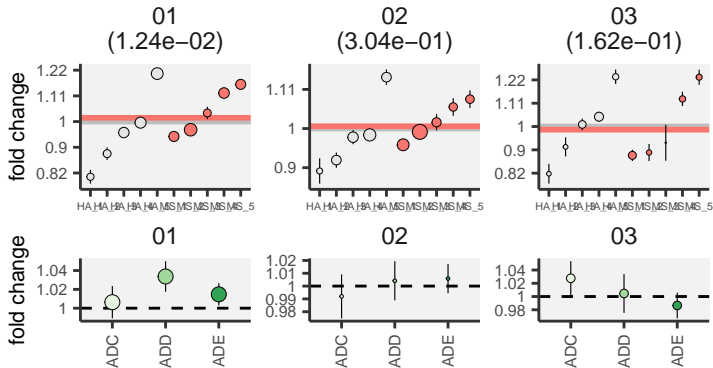 01
(1.24e−02)
02
(3.04e−01)
03
(1.62e−01)
fold change
1.22
1.11
1
0.9
0.82
1.11
1
0.9
1.22
1.11
1
0.9
0.82
01
02
03
fold change
1.04
1.02
1
1.02
1.01
1
0.99
0.98
1.04
1
0.98
ADC
ADD
ADE
ADC
ADD
ADE
ADC
ADD
ADE